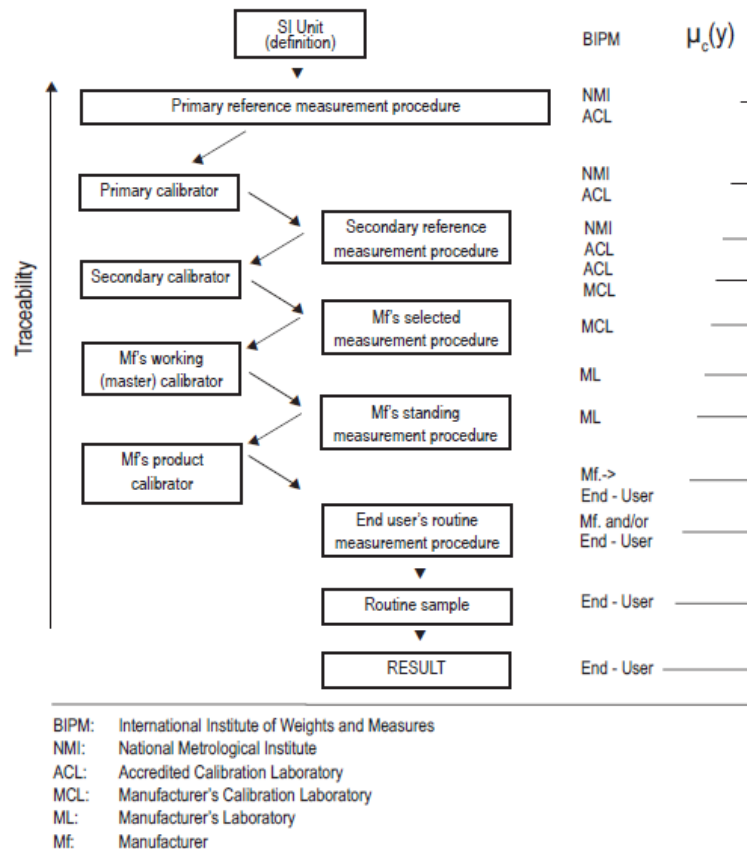 SI Unit
(definition)
BIPM
μc(y)
Primary reference measurement procedure
NMI
ACL
Primary calibrator
NMI
ACL
Secondary reference
measurement procedure
NMI
ACL
Secondary calibrator
ACL
MCL
Mf's selected
measurement procedure
MCL
Mf's working
(master) calibrator
ML
Mf's standing
measurement procedure
ML
Mf's product
calibrator
Mf.->
End - User
End user's routine
measurement procedure
Mf. and/or
End - User
Routine sample
End - User
RESULT
End - User
Traceability
BIPM: International Institute of Weights and Measures
NMI: National Metrological Institute
ACL: Accredited Calibration Laboratory
MCL: Manufacturer's Calibration Laboratory
ML: Manufacturer's Laboratory
Mf: Manufacturer